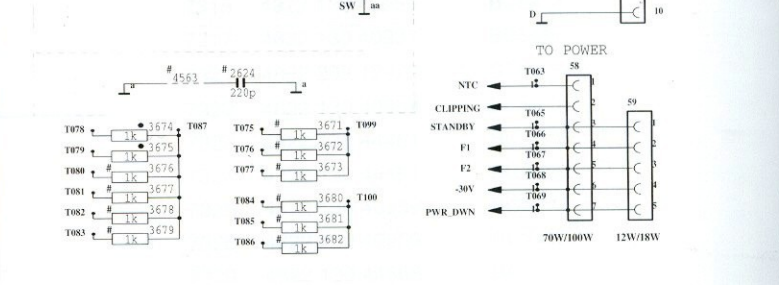 SW aa
D 10
TO POWER
# 4563 # 2624
a a
220p
T063 58
NTC 1
CLIPPING 2
59
T065
STANDBY 3 1
T066
F1 4 2
T067
F2 5 3
T068
-30V 6 4
T069
PWR_DWN 7 5
70W/100W 12W/18W
T078 3674 T087
1k
T079 3675
1k
T080 # 3676
1k
T081 # 3677
1k
T082 # 3678
1k
T083 # 3679
1k
T075 # 3671 T099
1k
T076 # 3672
1k
T077 # 3673
1k
T084 # 3680 T100
1k
T085 # 3681
1k
T086 # 3682
1k